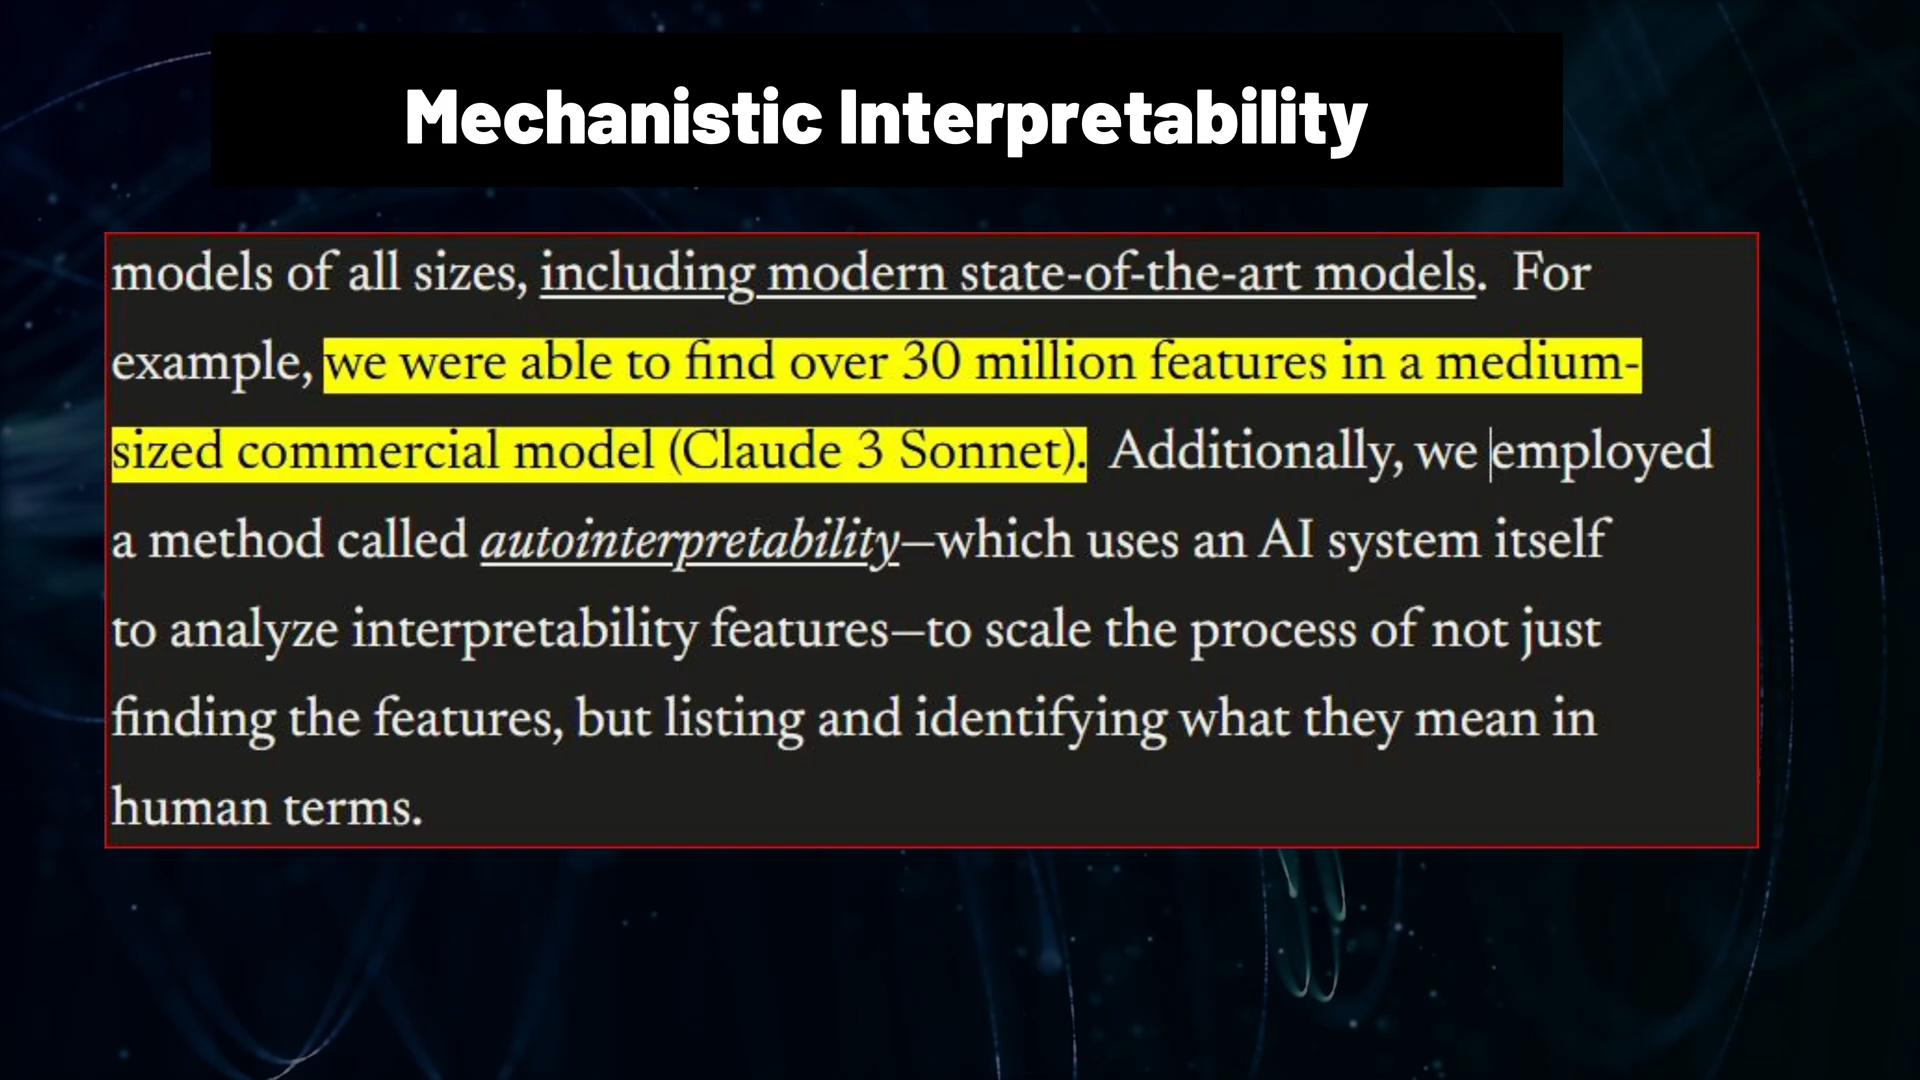 Mechanistic Interpretability
models of all sizes, including modern state-of-the-art models.  For
example, we were able to find over 30 million features in a medium-
sized commercial model (Claude 3 Sonnet).  Additionally, we employed
a method called autointerpretability—which uses an AI system itself
to analyze interpretability features—to scale the process of not just
finding the features, but listing and identifying what they mean in
human terms.